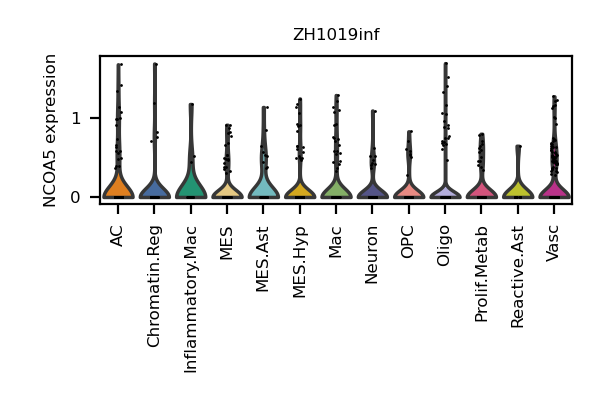 ZH1019inf
NCOA5 expression
1
0
AC
Chromatin.Reg
Inflammatory.Mac
MES
MES.Ast
MES.Hyp
Mac
Neuron
OPC
Oligo
Prolif.Metab
Reactive.Ast
Vasc